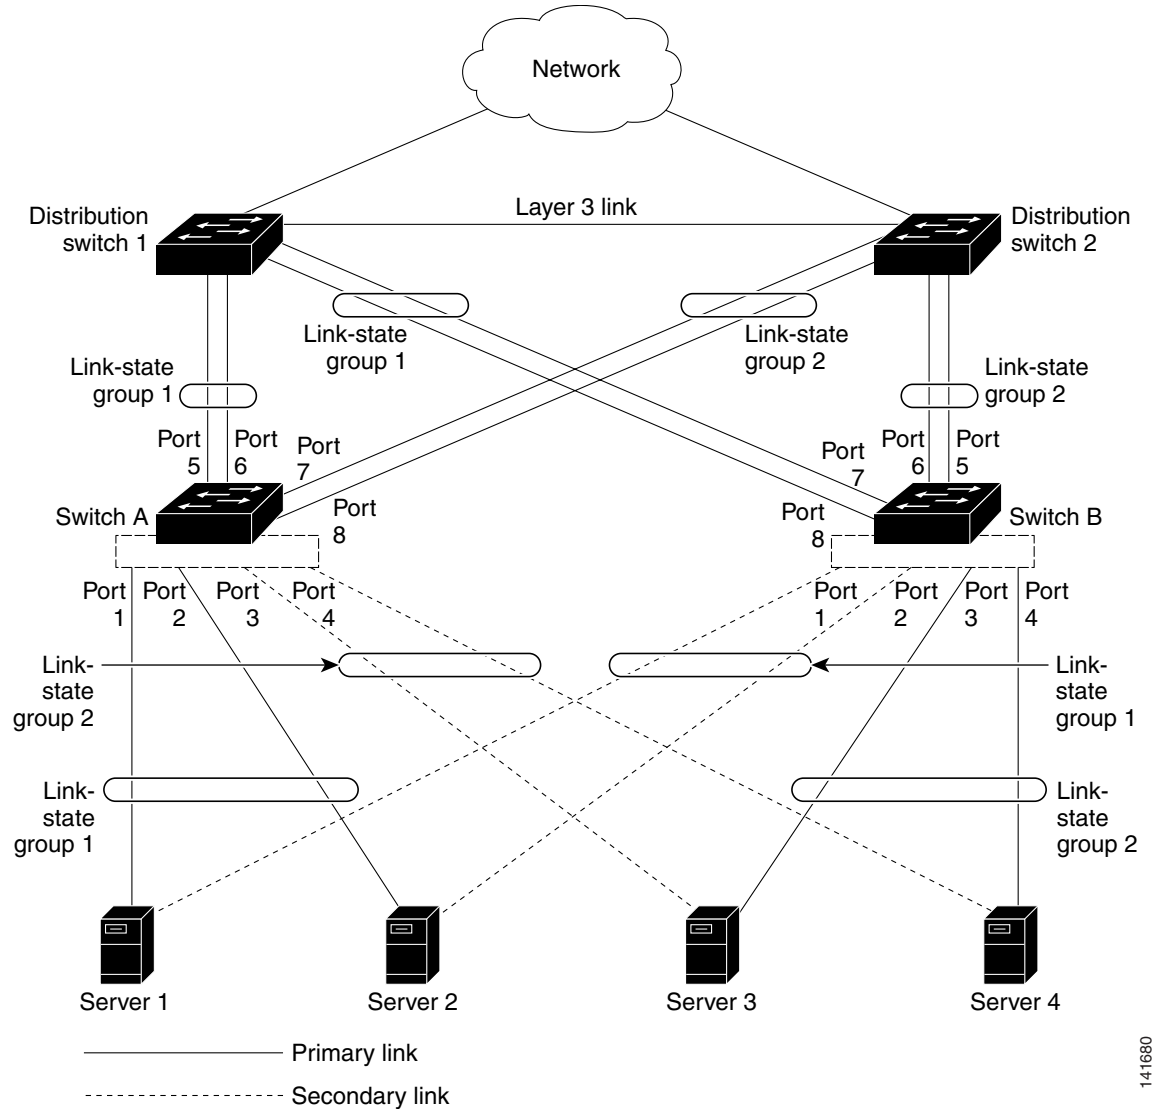 Network
Layer 3 link
Distribution
switch 1
Distribution
switch 2
Link-state
group 1
Link-state
group 2
Link-state
group 1
Link-state
group 2
Port
5
Port
6
Port
7
Port
8
Port
7
Port
8
Port
6
Port
5
Switch A
Switch B
Port
1
Port
2
Port
3
Port
4
Port
1
Port
2
Port
3
Port
4
Link-
state
group 2
Link-
state
group 1
Link-
state
group 1
Link-
state
group 2
Server 1
Server 2
Server 3
Server 4
Primary link
Secondary link
141680